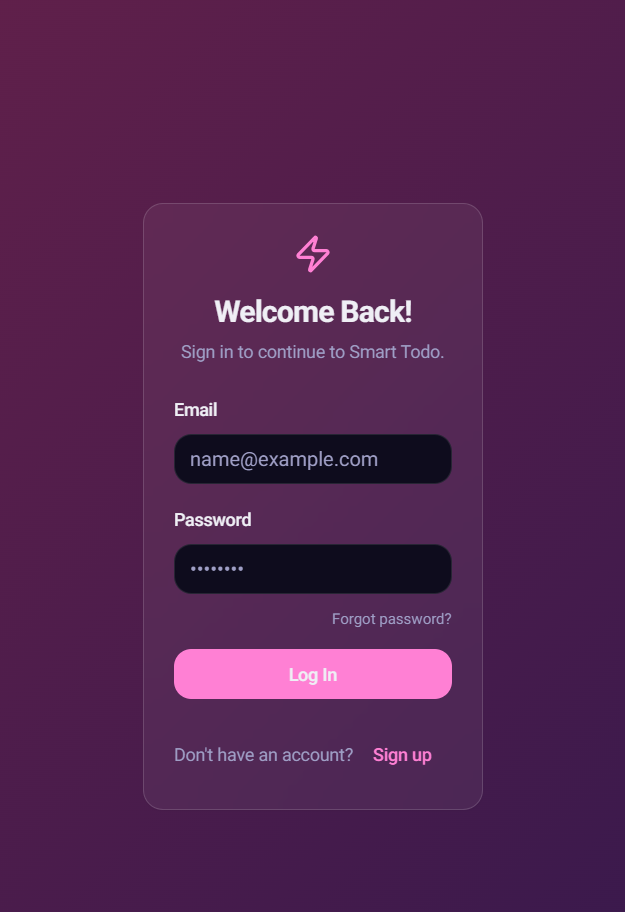 Welcome Back!
Sign in to continue to Smart Todo.
Email
name@example.com
Password
••••••••
Forgot password?
Log In
Don't have an account? Sign up